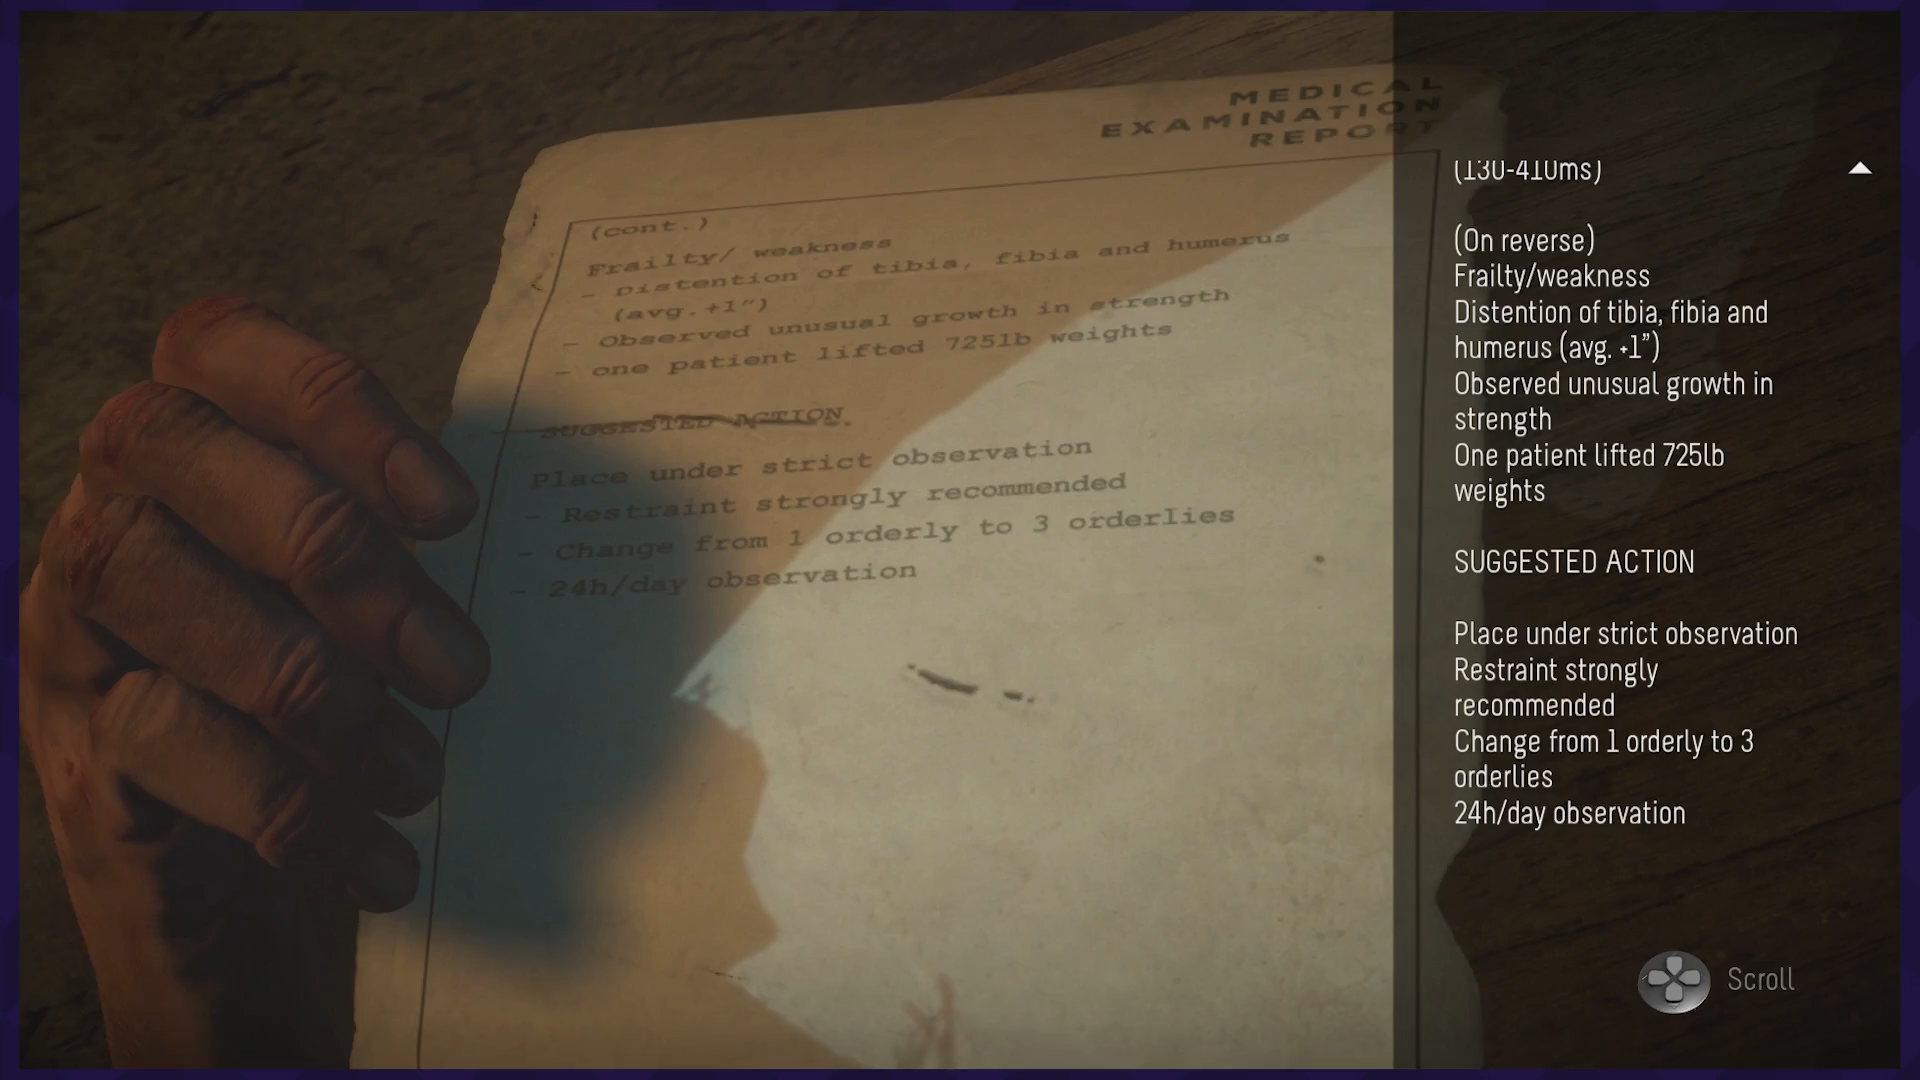 MEDICAL
EXAMINATION
REPORT
(cont.)
Frailty/ weakness
- Distention of tibia, fibia and humerus
(avg.+1")
- Observed unusual growth in strength
- one patient lifted 725lb weights
SUGGESTED ACTION.
Place under strict observation
- Restraint strongly recommended
- Change from 1 orderly to 3 orderlies
- 24h/day observation
(130-410ms)
(On reverse)
Frailty/weakness
Distention of tibia, fibia and
humerus (avg. +1”)
Observed unusual growth in
strength
One patient lifted 725lb
weights
SUGGESTED ACTION
Place under strict observation
Restraint strongly
recommended
Change from 1 orderly to 3
orderlies
24h/day observation
Scroll